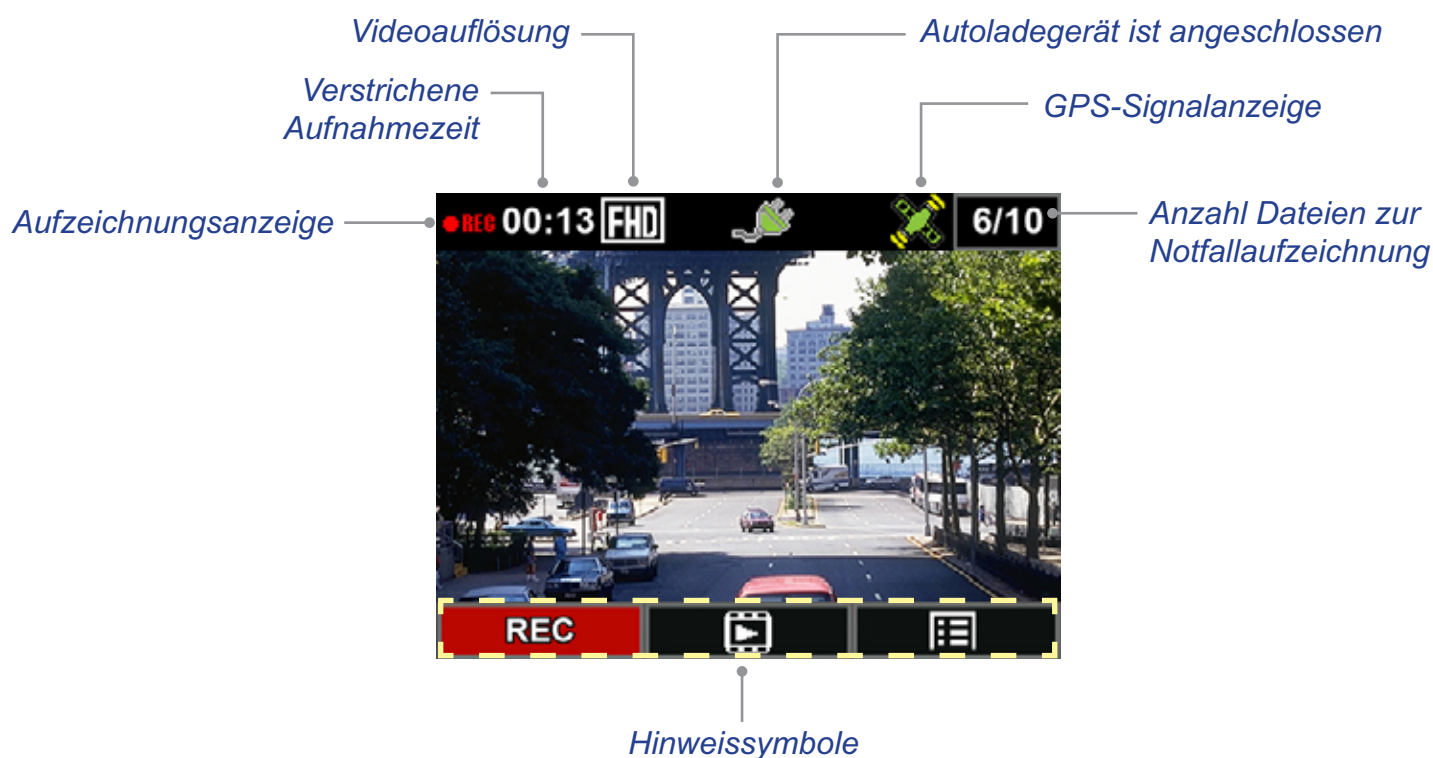 Videoauflösung
Autoladegerät ist angeschlossen
Verstrichene
Aufnahmezeit
GPS-Signalanzeige
Aufzeichnungsanzeige
REC 00:13 FHD 6/10
Anzahl Dateien zur
Notfallaufzeichnung
REC
Hinweissymbole